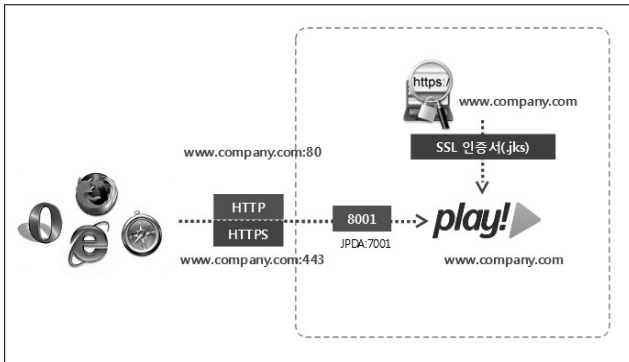 https:/
www.company.com
SSL 인증서(.jks)
www.company.com:80
HTTP
HTTPS
8001
JPDA:7001
play!
www.company.com
www.company.com:443